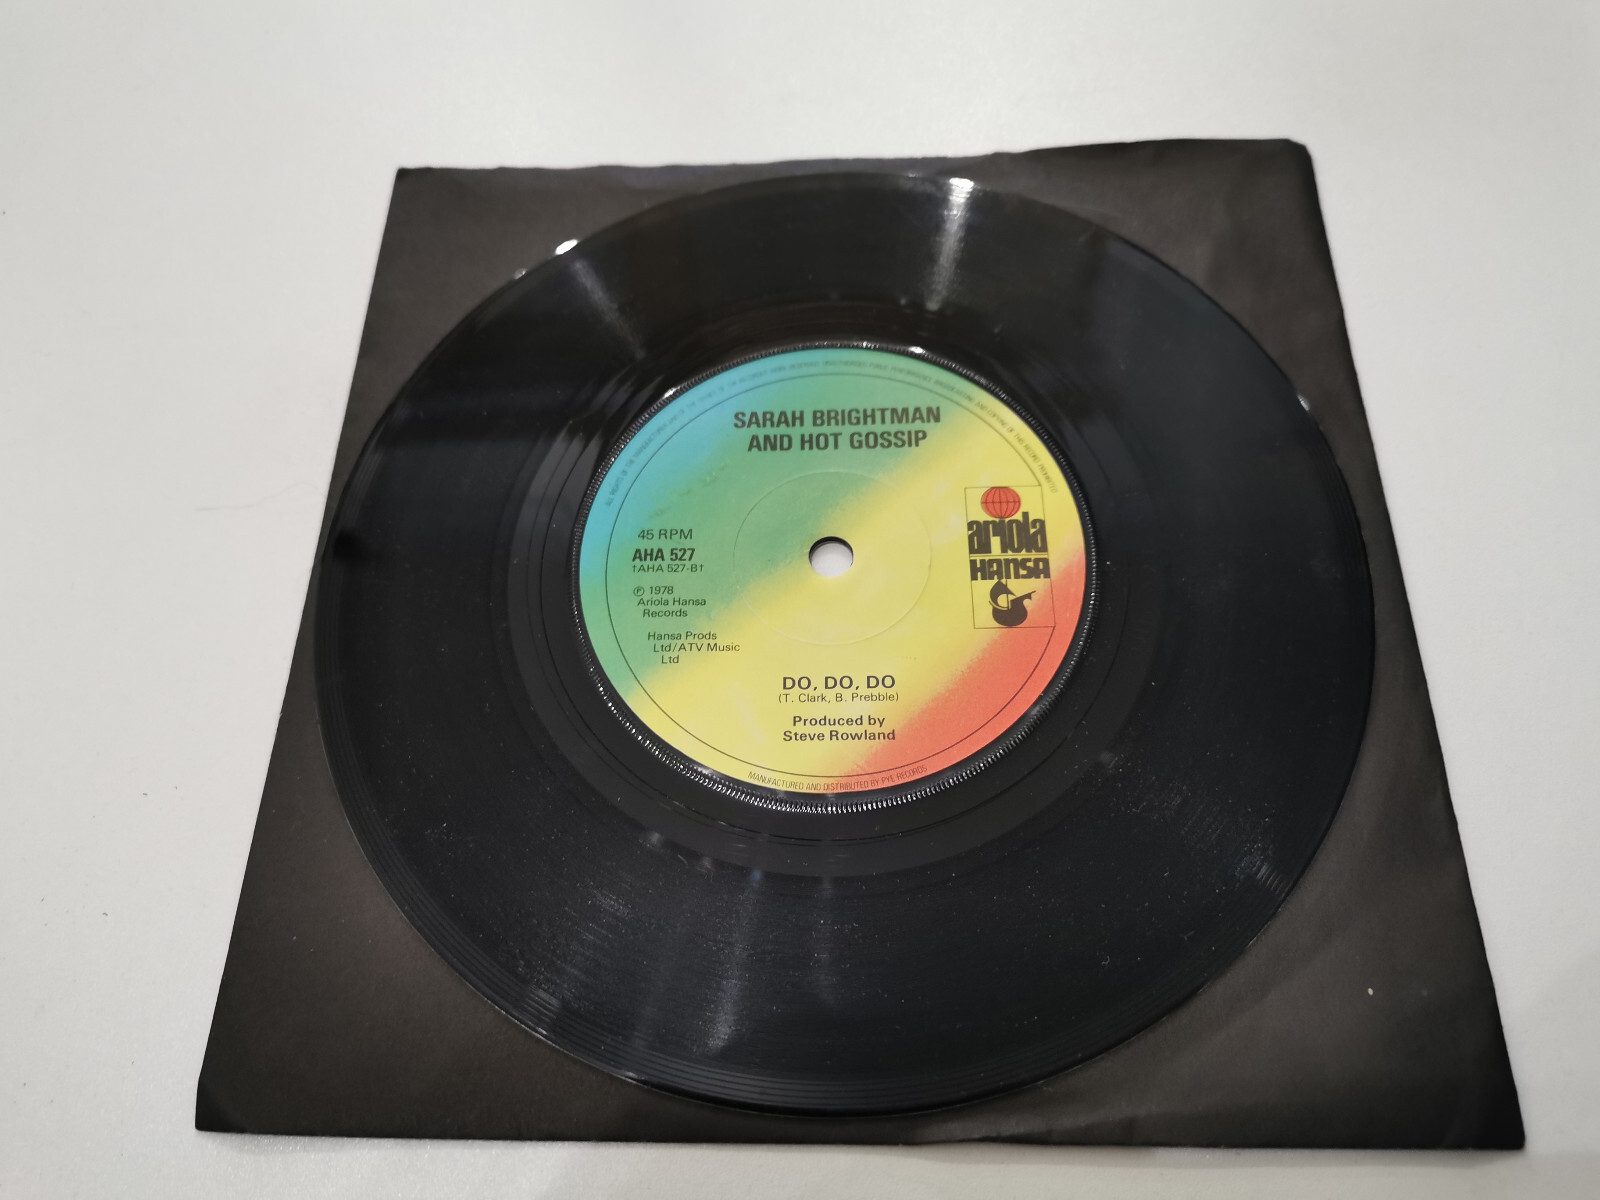 SARAH BRIGHTMAN
AND HOT GOSSIP
45 RPM
AHA 527
†AHA 527-B†
℗ 1978
Ariola Hansa
Records
Hansa Prods
Ltd/ATV Music
Ltd
ariola
HANSA
DO, DO, DO
(T. Clark, B. Prebble)
Produced by
Steve Rowland
MANUFACTURED AND DISTRIBUTED BY PYE RECORDS